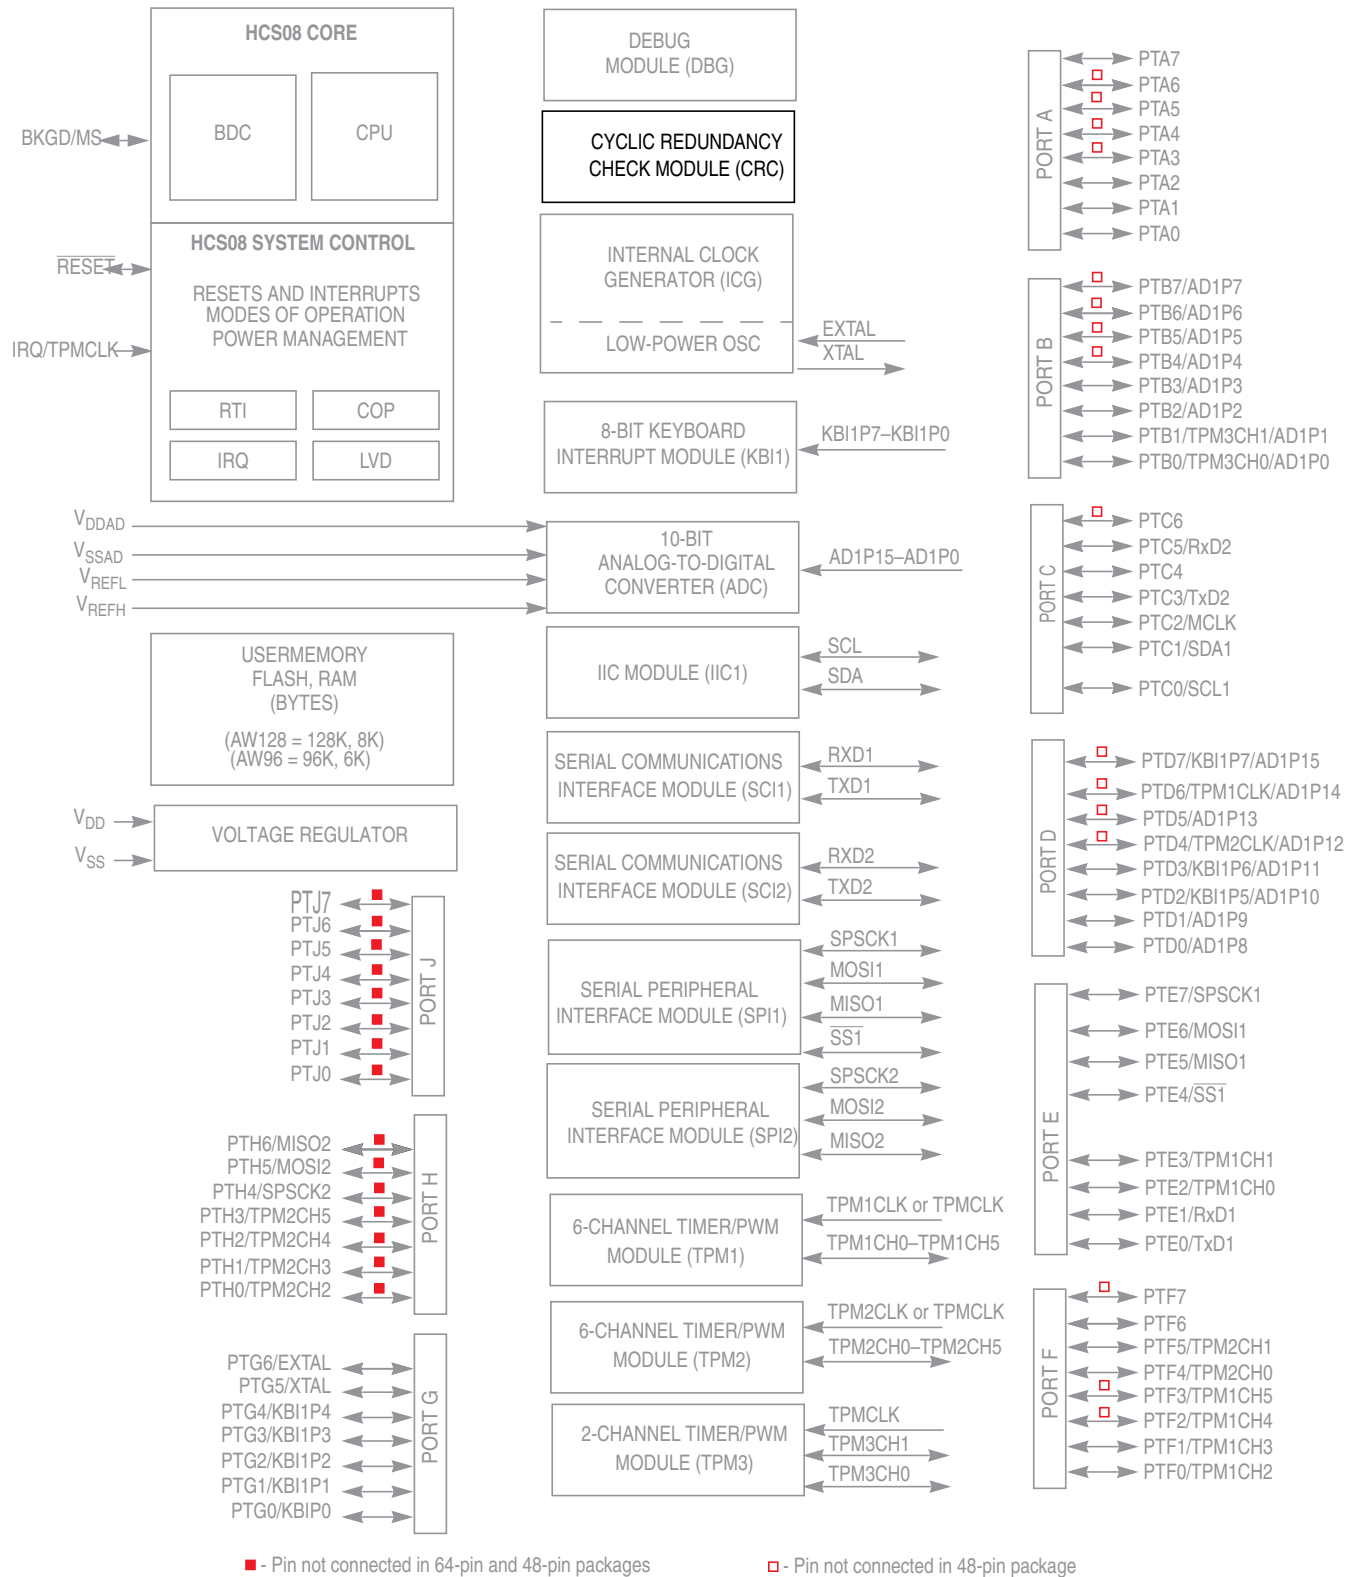 HCS08 CORE
BDC
CPU
BKGD/MS
HCS08 SYSTEM CONTROL
RESETS AND INTERRUPTS
MODES OF OPERATION
POWER MANAGEMENT
RESET
IRQ/TPMCLK
RTI
COP
IRQ
LVD
VDDAD
VSSAD
VREFL
VREFH
USERMEMORY
FLASH, RAM
(BYTES)
(AW128 = 128K, 8K)
(AW96 = 96K, 6K)
VDD
VSS
VOLTAGE REGULATOR
PTJ7
PTJ6
PTJ5
PTJ4
PTJ3
PTJ2
PTJ1
PTJ0
PORT J
PTH6/MISO2
PTH5/MOSI2
PTH4/SPSCK2
PTH3/TPM2CH5
PTH2/TPM2CH4
PTH1/TPM2CH3
PTH0/TPM2CH2
PORT H
PTG6/EXTAL
PTG5/XTAL
PTG4/KBI1P4
PTG3/KBI1P3
PTG2/KBI1P2
PTG1/KBI1P1
PTG0/KBIP0
PORT G
DEBUG
MODULE (DBG)
CYCLIC REDUNDANCY
CHECK MODULE (CRC)
INTERNAL CLOCK
GENERATOR (ICG)
LOW-POWER OSC
EXTAL
XTAL
8-BIT KEYBOARD
INTERRUPT MODULE (KBI1)
KBI1P7–KBI1P0
10-BIT
ANALOG-TO-DIGITAL
CONVERTER (ADC)
AD1P15–AD1P0
IIC MODULE (IIC1)
SCL
SDA
SERIAL COMMUNICATIONS
INTERFACE MODULE (SCI1)
RXD1
TXD1
SERIAL COMMUNICATIONS
INTERFACE MODULE (SCI2)
RXD2
TXD2
SERIAL PERIPHERAL
INTERFACE MODULE (SPI1)
SPSCK1
MOSI1
MISO1
SS1
SERIAL PERIPHERAL
INTERFACE MODULE (SPI2)
SPSCK2
MOSI2
MISO2
6-CHANNEL TIMER/PWM
MODULE (TPM1)
TPM1CLK or TPMCLK
TPM1CH0–TPM1CH5
6-CHANNEL TIMER/PWM
MODULE (TPM2)
TPM2CLK or TPMCLK
TPM2CH0–TPM2CH5
2-CHANNEL TIMER/PWM
MODULE (TPM3)
TPMCLK
TPM3CH1
TPM3CH0
PORT A
PTA7
PTA6
PTA5
PTA4
PTA3
PTA2
PTA1
PTA0
PORT B
PTB7/AD1P7
PTB6/AD1P6
PTB5/AD1P5
PTB4/AD1P4
PTB3/AD1P3
PTB2/AD1P2
PTB1/TPM3CH1/AD1P1
PTB0/TPM3CH0/AD1P0
PORT C
PTC6
PTC5/RxD2
PTC4
PTC3/TxD2
PTC2/MCLK
PTC1/SDA1
PTC0/SCL1
PORT D
PTD7/KBI1P7/AD1P15
PTD6/TPM1CLK/AD1P14
PTD5/AD1P13
PTD4/TPM2CLK/AD1P12
PTD3/KBI1P6/AD1P11
PTD2/KBI1P5/AD1P10
PTD1/AD1P9
PTD0/AD1P8
PORT E
PTE7/SPSCK1
PTE6/MOSI1
PTE5/MISO1
PTE4/SS1
PTE3/TPM1CH1
PTE2/TPM1CH0
PTE1/RxD1
PTE0/TxD1
PORT F
PTF7
PTF6
PTF5/TPM2CH1
PTF4/TPM2CH0
PTF3/TPM1CH5
PTF2/TPM1CH4
PTF1/TPM1CH3
PTF0/TPM1CH2
- Pin not connected in 64-pin and 48-pin packages
- Pin not connected in 48-pin package